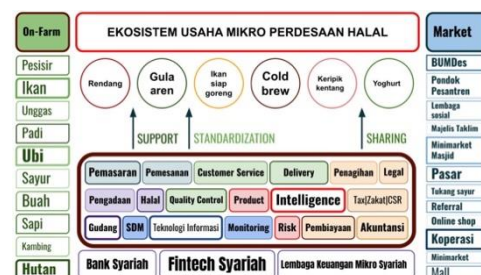 On-Farm
Pesisir
Ikan
Unggas
Padi
Ubi
Sayur
Buah
Sapi
Kambing
Hutan
EKOSISTEM USAHA MIKRO PERDESAAN HALAL
Rendang
Gula
aren
Ikan
siap
goreng
Cold
brew
Keripik
kentang
Yoghurt
SUPPORT
STANDARDIZATION
SHARING
Pemasaran
Pemesanan
Customer Service
Delivery
Penagihan
Legal
Pengadaan
Halal
Quality Control
Product
Intelligence
Tax|Zakat|CSR
Gudang
SDM
Teknologi Informasi
Monitoring
Risk
Pembiayaan
Akuntansi
Bank Syariah
Fintech Syariah
Lembaga Keuangan Mikro Syariah
Market
BUMDes
Pondok
Pesantren
Lembaga
sosial
Majelis Taklim
Minimarket
Masjid
Pasar
Tukang sayur
Referral
Online shop
Koperasi
Minimarket
Mall